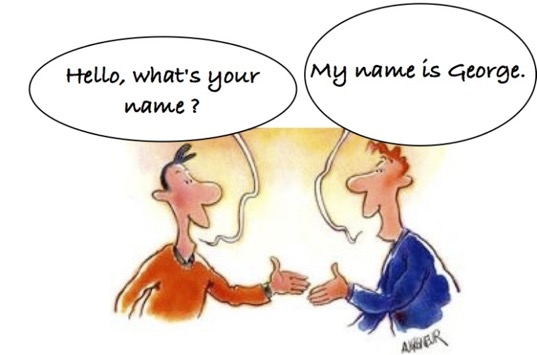 Hello, what's your
name ?
My name is George.